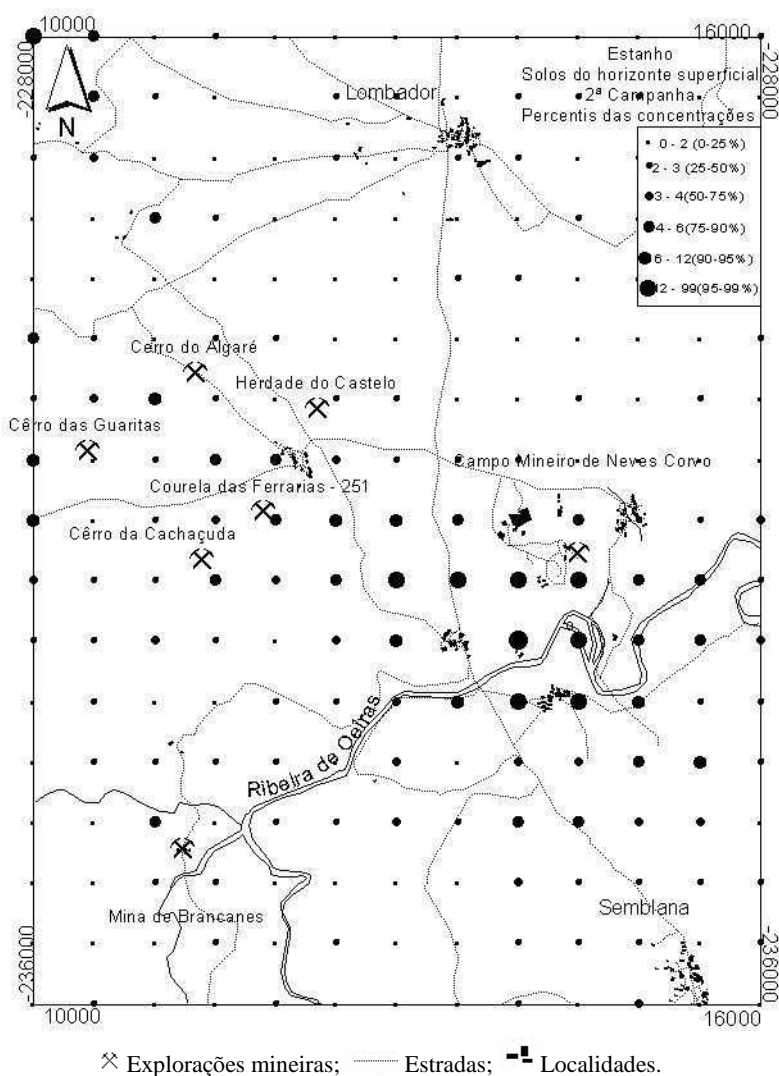 10000
16000
-228000
-228000
Estanho
Solos do horizonte superficial
2ª Campanha
Percentis das concentrações
0 - 2 (0-25%)
2 - 3 (25-50%)
3 - 4(50-75%)
4 - 6(75-90%)
6 - 12(90-95%)
12 - 99(95-99%)
N
Lombador
Cerro do Algaré
Herdade do Castelo
Cêrro das Guaritas
Campo Mineiro de Neves Corvo
Courela das Ferrarias - 251
Cêrro da Cachaçuda
Ribeira de Oeiras
Mina de Brancanes
Semblana
-236000
-236000
10000
16000
Explorações mineiras; Estradas; Localidades.